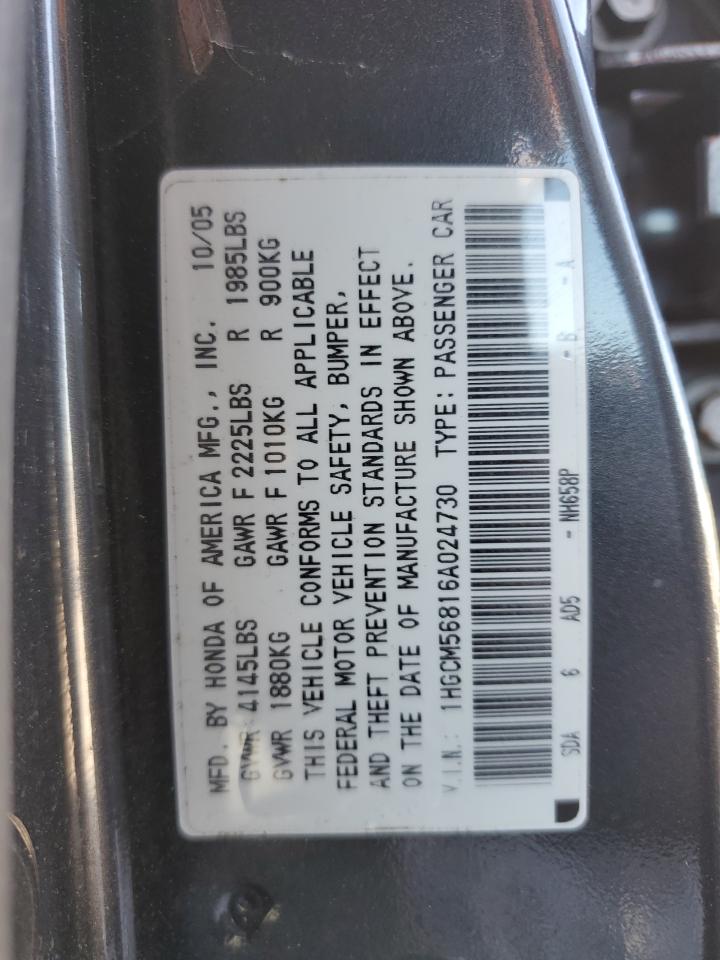 MFD. BY HONDA OF AMERICA MFG., INC. 10/05
GVWR 4145LBS GAWR F 2225LBS R 1985LBS
GVWR 1880KG GAWR F 1010KG R 900KG
THIS VEHICLE CONFORMS TO ALL APPLICABLE
FEDERAL MOTOR VEHICLE SAFETY, BUMPER,
AND THEFT PREVENTION STANDARDS IN EFFECT
ON THE DATE OF MANUFACTURE SHOWN ABOVE.
V.I.N.: 1HGCM56816A024730 TYPE: PASSENGER CAR
SDA 6 AD5 - NH658P -B -A